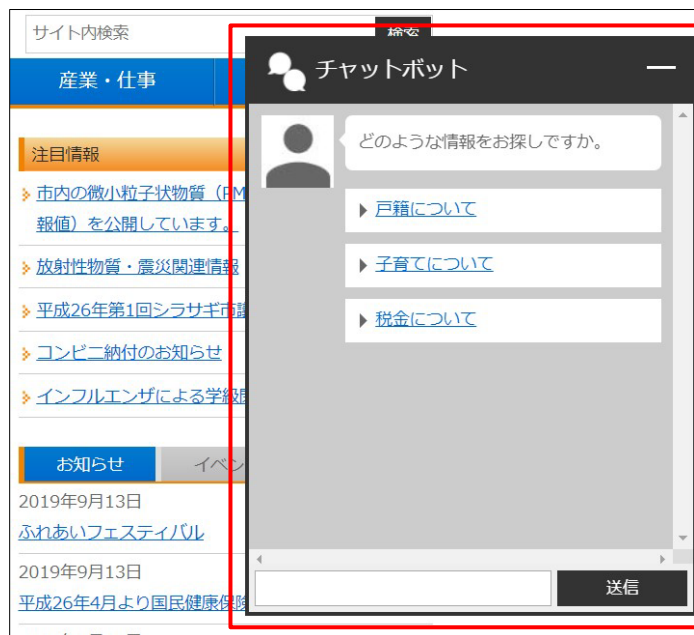 サイト内検索
検索
産業・仕事
注目情報
市内の微小粒子状物質（PM
報値）を公開しています。
放射性物質・震災関連情報
平成26年第1回シラサギ市
コンビニ納付のお知らせ
インフルエンザによる学級
お知らせ
イベン
2019年9月13日
ふれあいフェスティバル
2019年9月13日
平成26年4月より国民健康保険
チャットボット
どのような情報をお探しですか。
戸籍について
子育てについて
税金について
送信